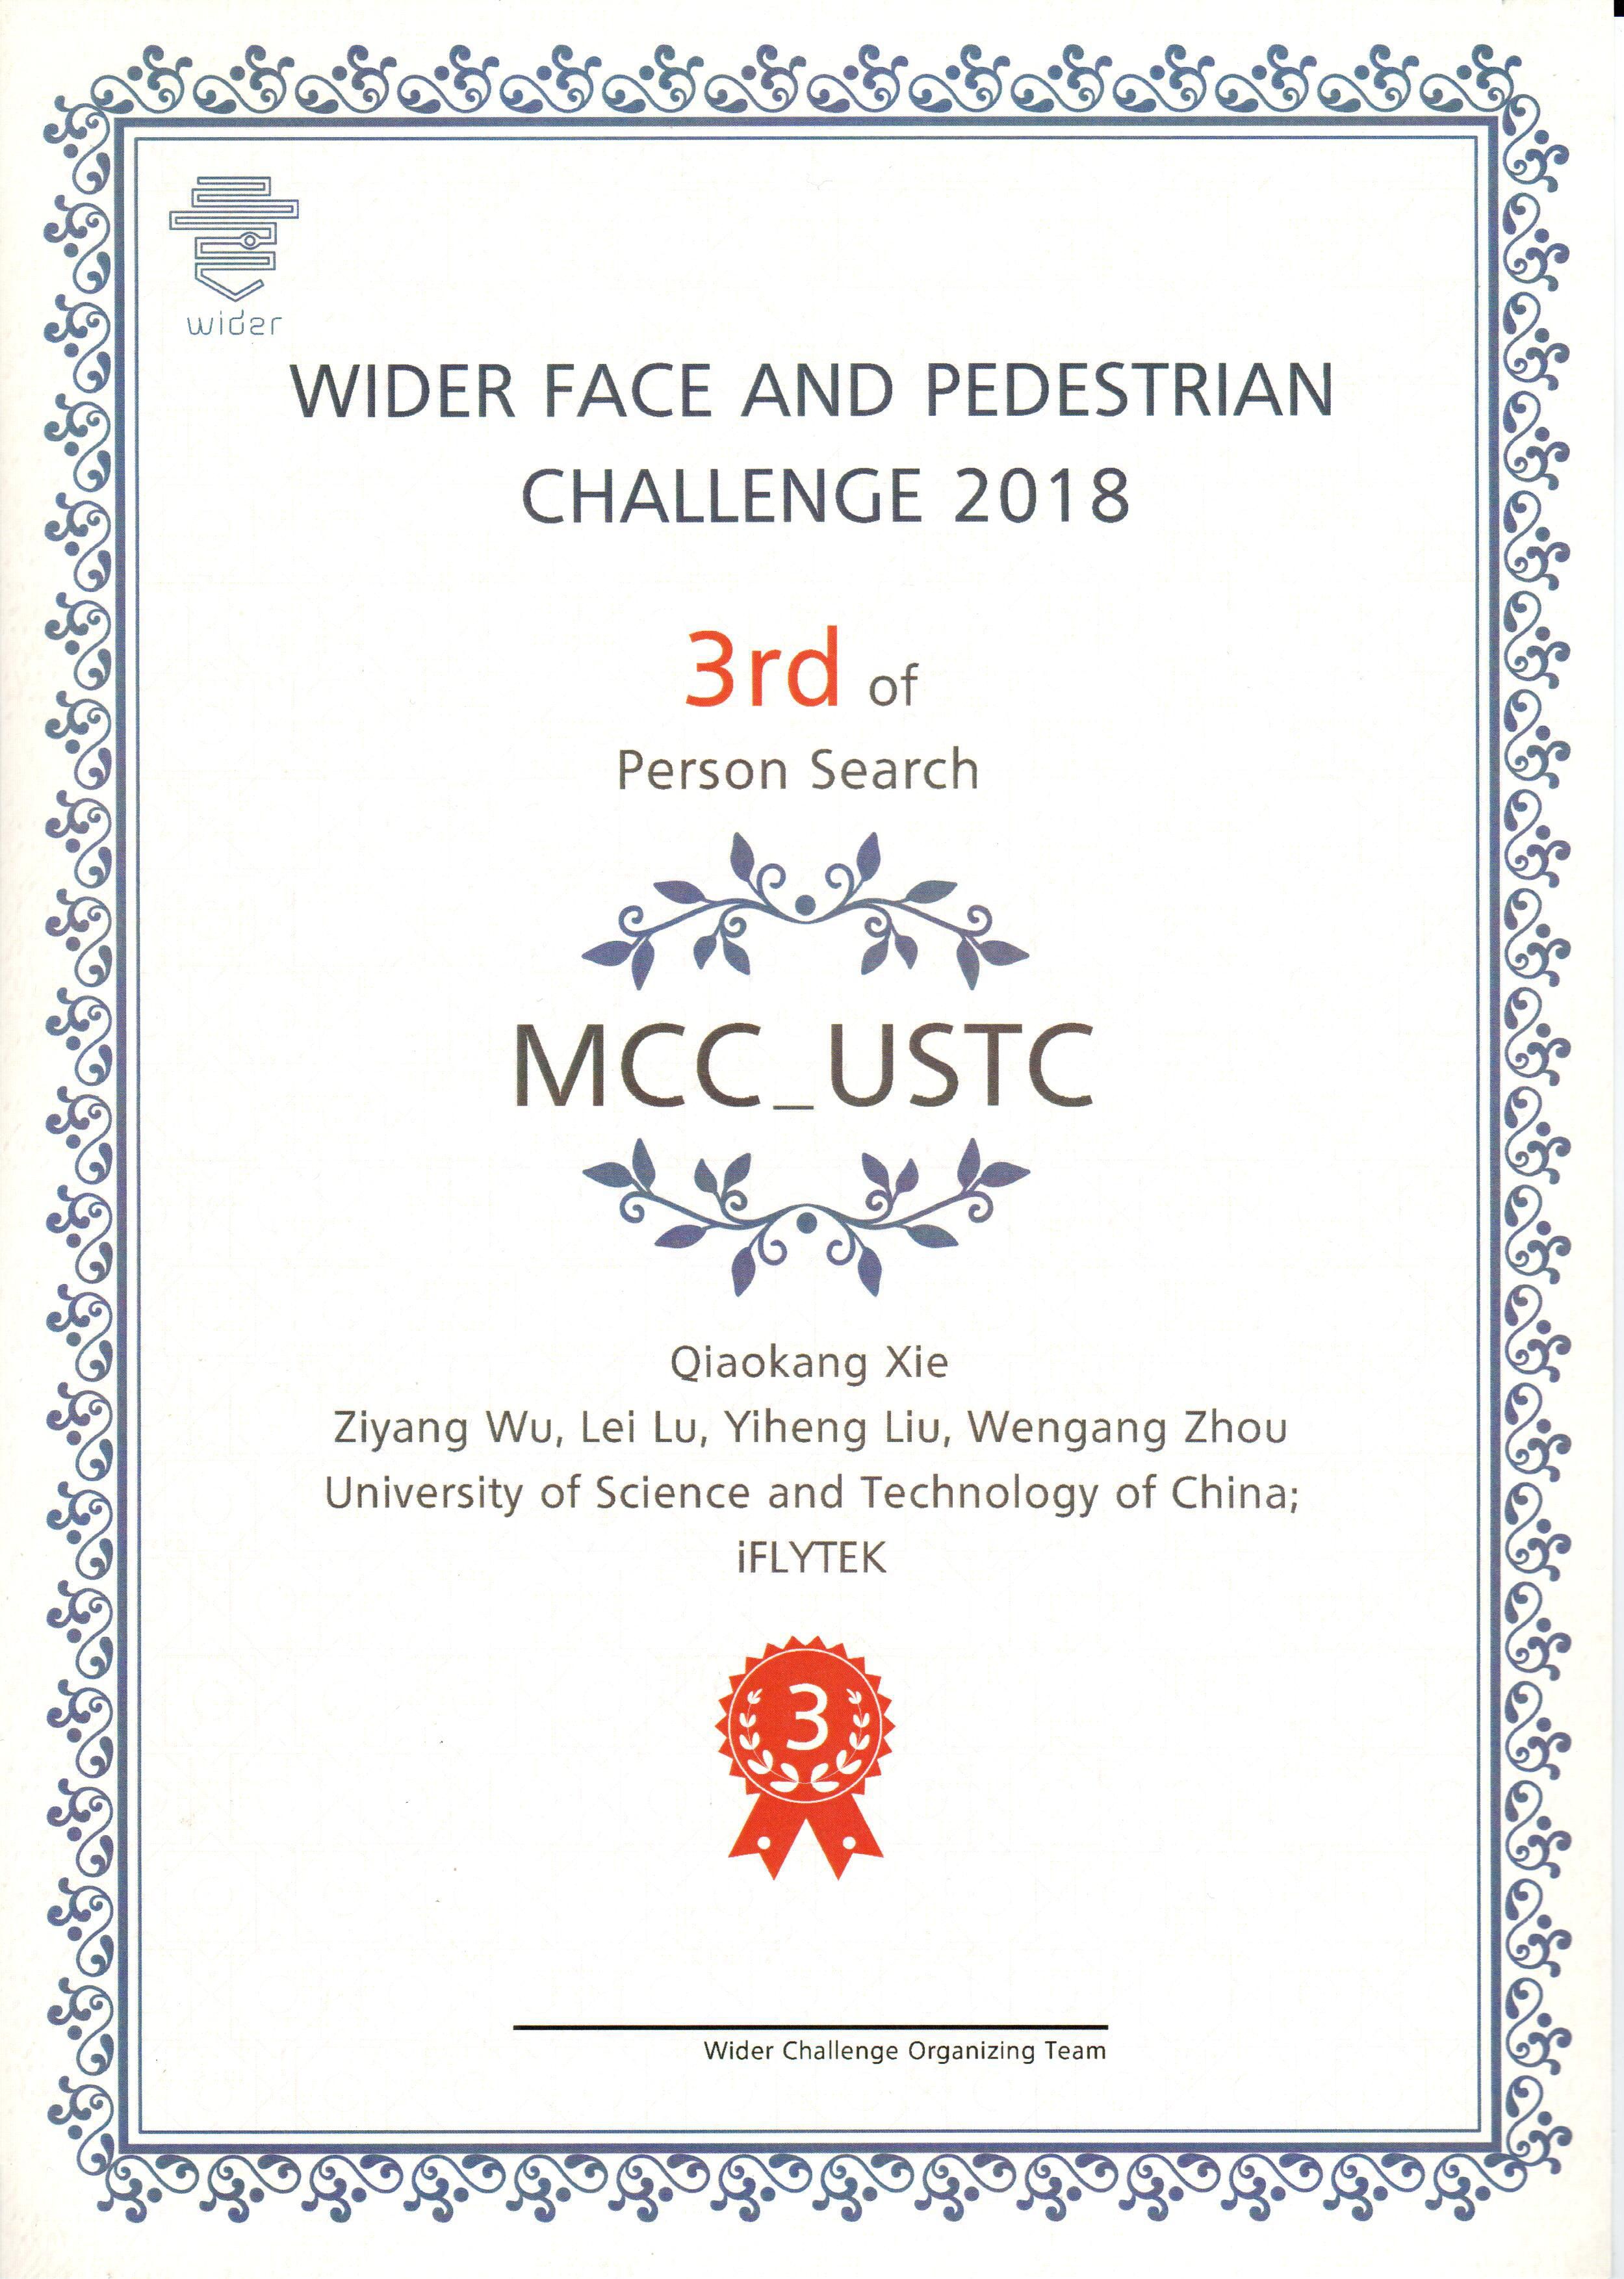 wider
WIDER FACE AND PEDESTRIAN
CHALLENGE 2018
3rd of
Person Search
MCC_USTC
Qiaokang Xie
Ziyang Wu, Lei Lu, Yiheng Liu, Wengang Zhou
University of Science and Technology of China;
iFLYTEK
3
Wider Challenge Organizing Team